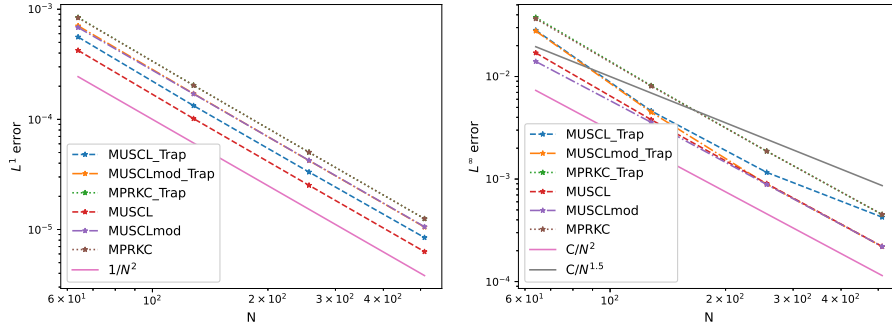 10⁻³
10⁻⁴
10⁻⁵
L¹ error
MUSCL_Trap
MUSCLmod_Trap
MPRKC_Trap
MUSCL
MUSCLmod
MPRKC
1/N²
6 × 10¹
10²
2 × 10²
3 × 10²
4 × 10²
N
10⁻²
10⁻³
10⁻⁴
L∞ error
MUSCL_Trap
MUSCLmod_Trap
MPRKC_Trap
MUSCL
MUSCLmod
MPRKC
C/N²
C/N¹·⁵
6 × 10¹
10²
2 × 10²
3 × 10²
4 × 10²
N